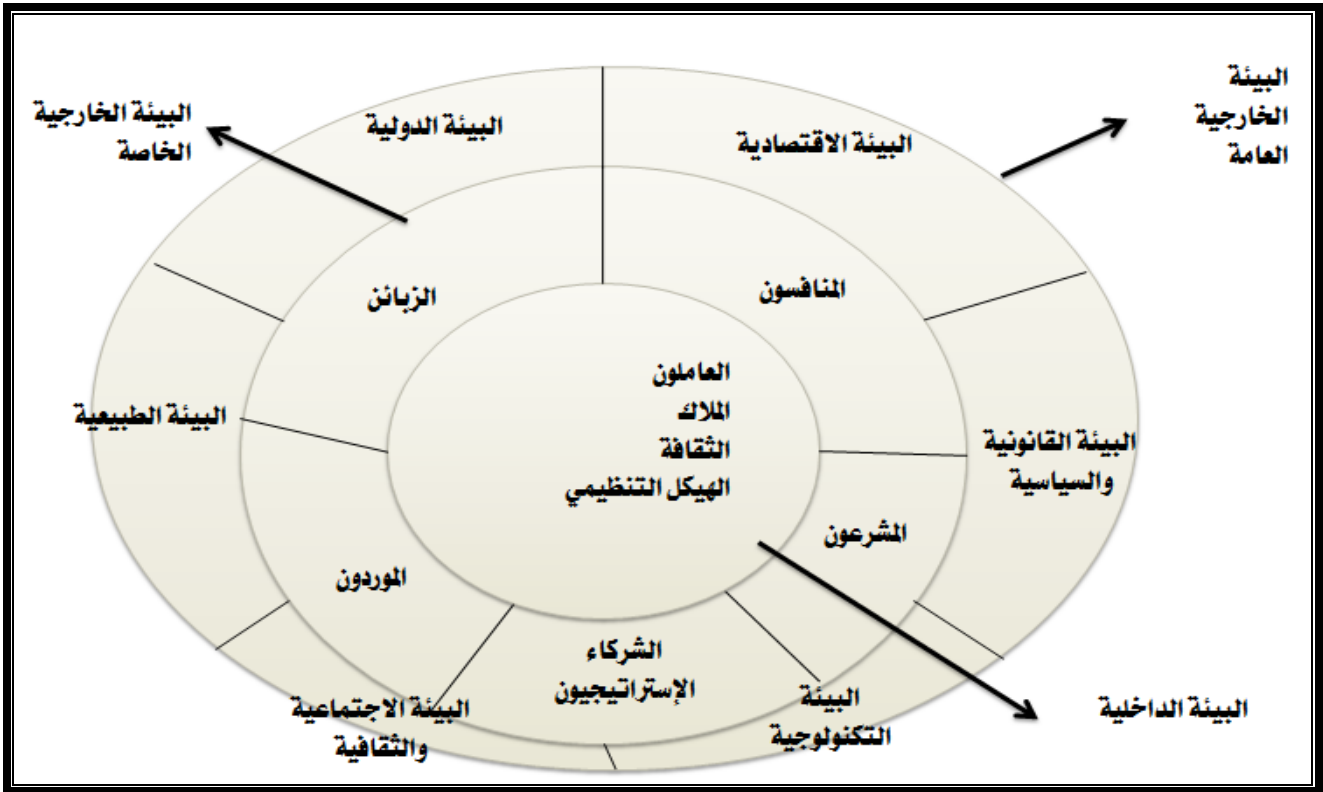 البيئة
الخارجية
العامة
البيئة الخارجية
الخاصة
البيئة الاقتصادية
البيئة الدولية
المنافسون
الزبائن
العاملون
الملاك
الثقافة
الهيكل التنظيمي
البيئة القانونية
والسياسية
البيئة الطبيعية
المشرعون
الموردون
الشركاء
الإستراتيجيون
البيئة
التكنولوجية
البيئة الاجتماعية
والثقافية
البيئة الداخلية